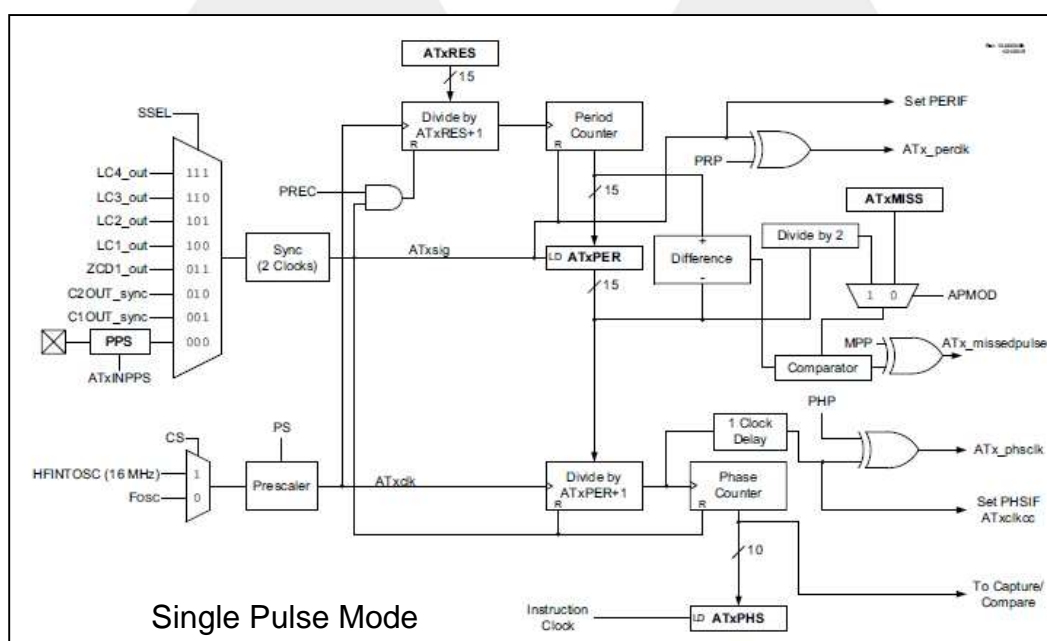 ATxRES
15
SSEL
Divide by
ATxRES+1
R
Period
Counter
R
Set PERIF
PRP
ATx_perclk
LC4_out
111
LC3_out
110
LC2_out
101
LC1_out
100
ZCD1_out
011
C2OUT_sync
010
C1OUT_sync
001
PPS
000
ATxINPPS
PREC
15
ATxMISS
Sync
(2 Clocks)
ATxsig
LD
ATxPER
15
+
Difference
-
Divide by 2
1
0
APMOD
MPP
ATx_missedpulse
Comparator
CS
PS
HFINTOSC (16 MHz)
1
Fosc
0
Prescaler
ATxclk
Divide by
ATxPER+1
R
Phase
Counter
R
1 Clock
Delay
PHP
ATx_phsclk
Set PHSIF
ATxclkcc
10
To Capture/
Compare
Single Pulse Mode
Instruction
Clock
LD
ATxPHS